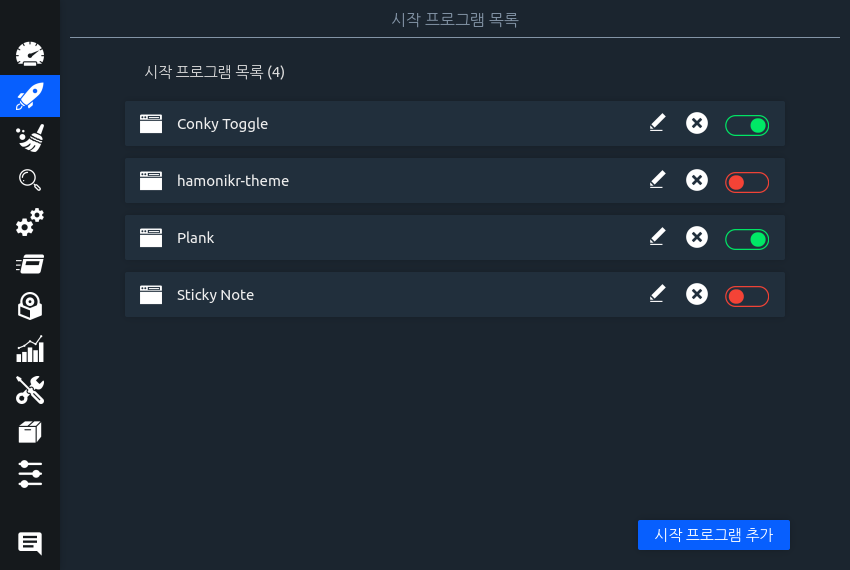 시작 프로그램 목록
시작 프로그램 목록 (4)
Conky Toggle
hamonikr-theme
Plank
Sticky Note
시작 프로그램 추가